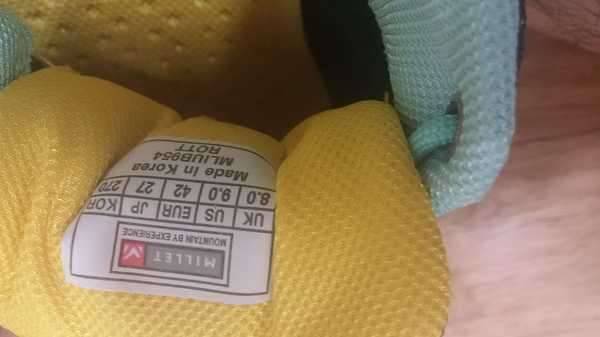 MILLET
MOUNTAIN BY EXPERIENCE
UK US EUR JP KOR
8.0 9.0 42 27 270
Made in Korea
MLIUB954
ROTT